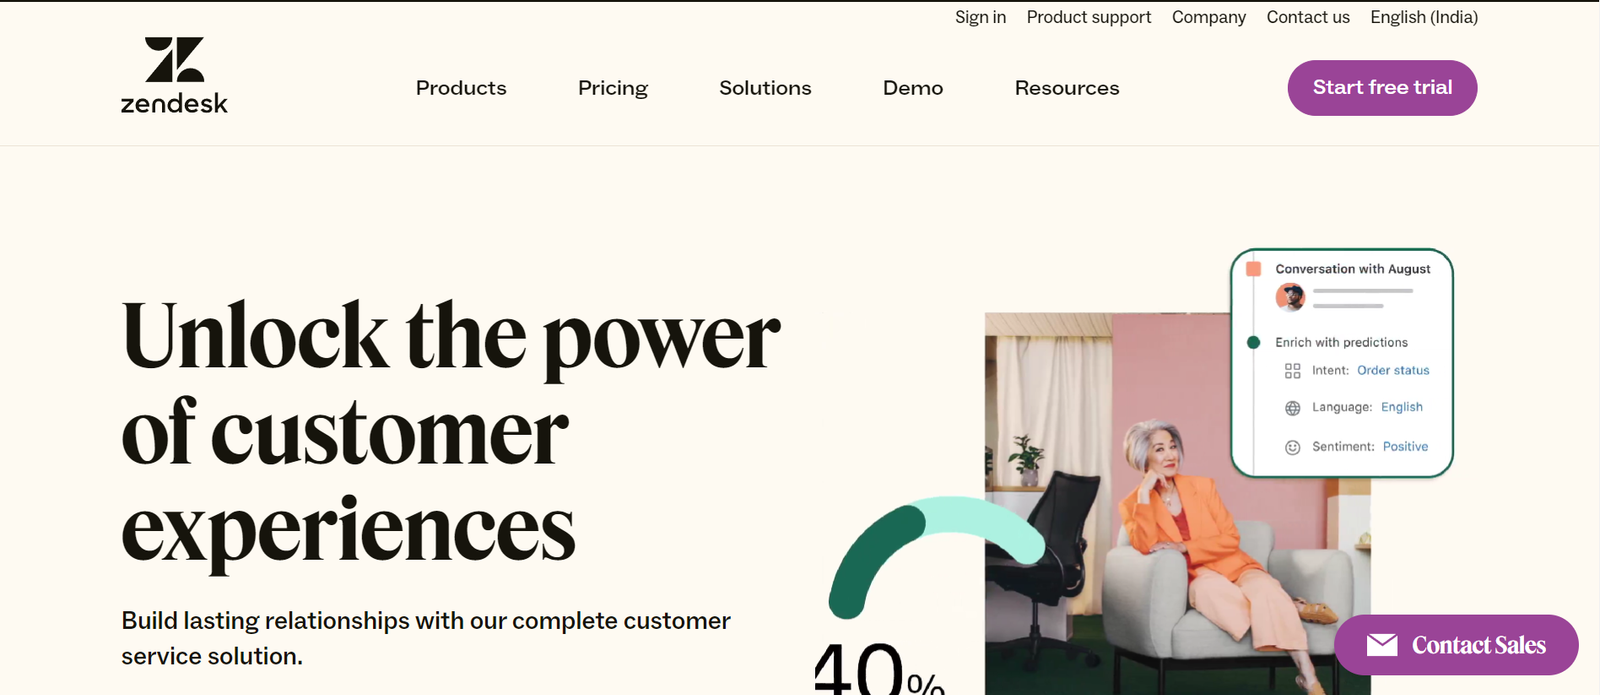 Sign in Product support Company Contact us English (India)
zendesk
Products Pricing Solutions Demo Resources Start free trial
Unlock the power
of customer
experiences
Build lasting relationships with our complete customer
service solution.
Conversation with August
Enrich with predictions
Intent: Order status
Language: English
Sentiment: Positive
40%
Contact Sales